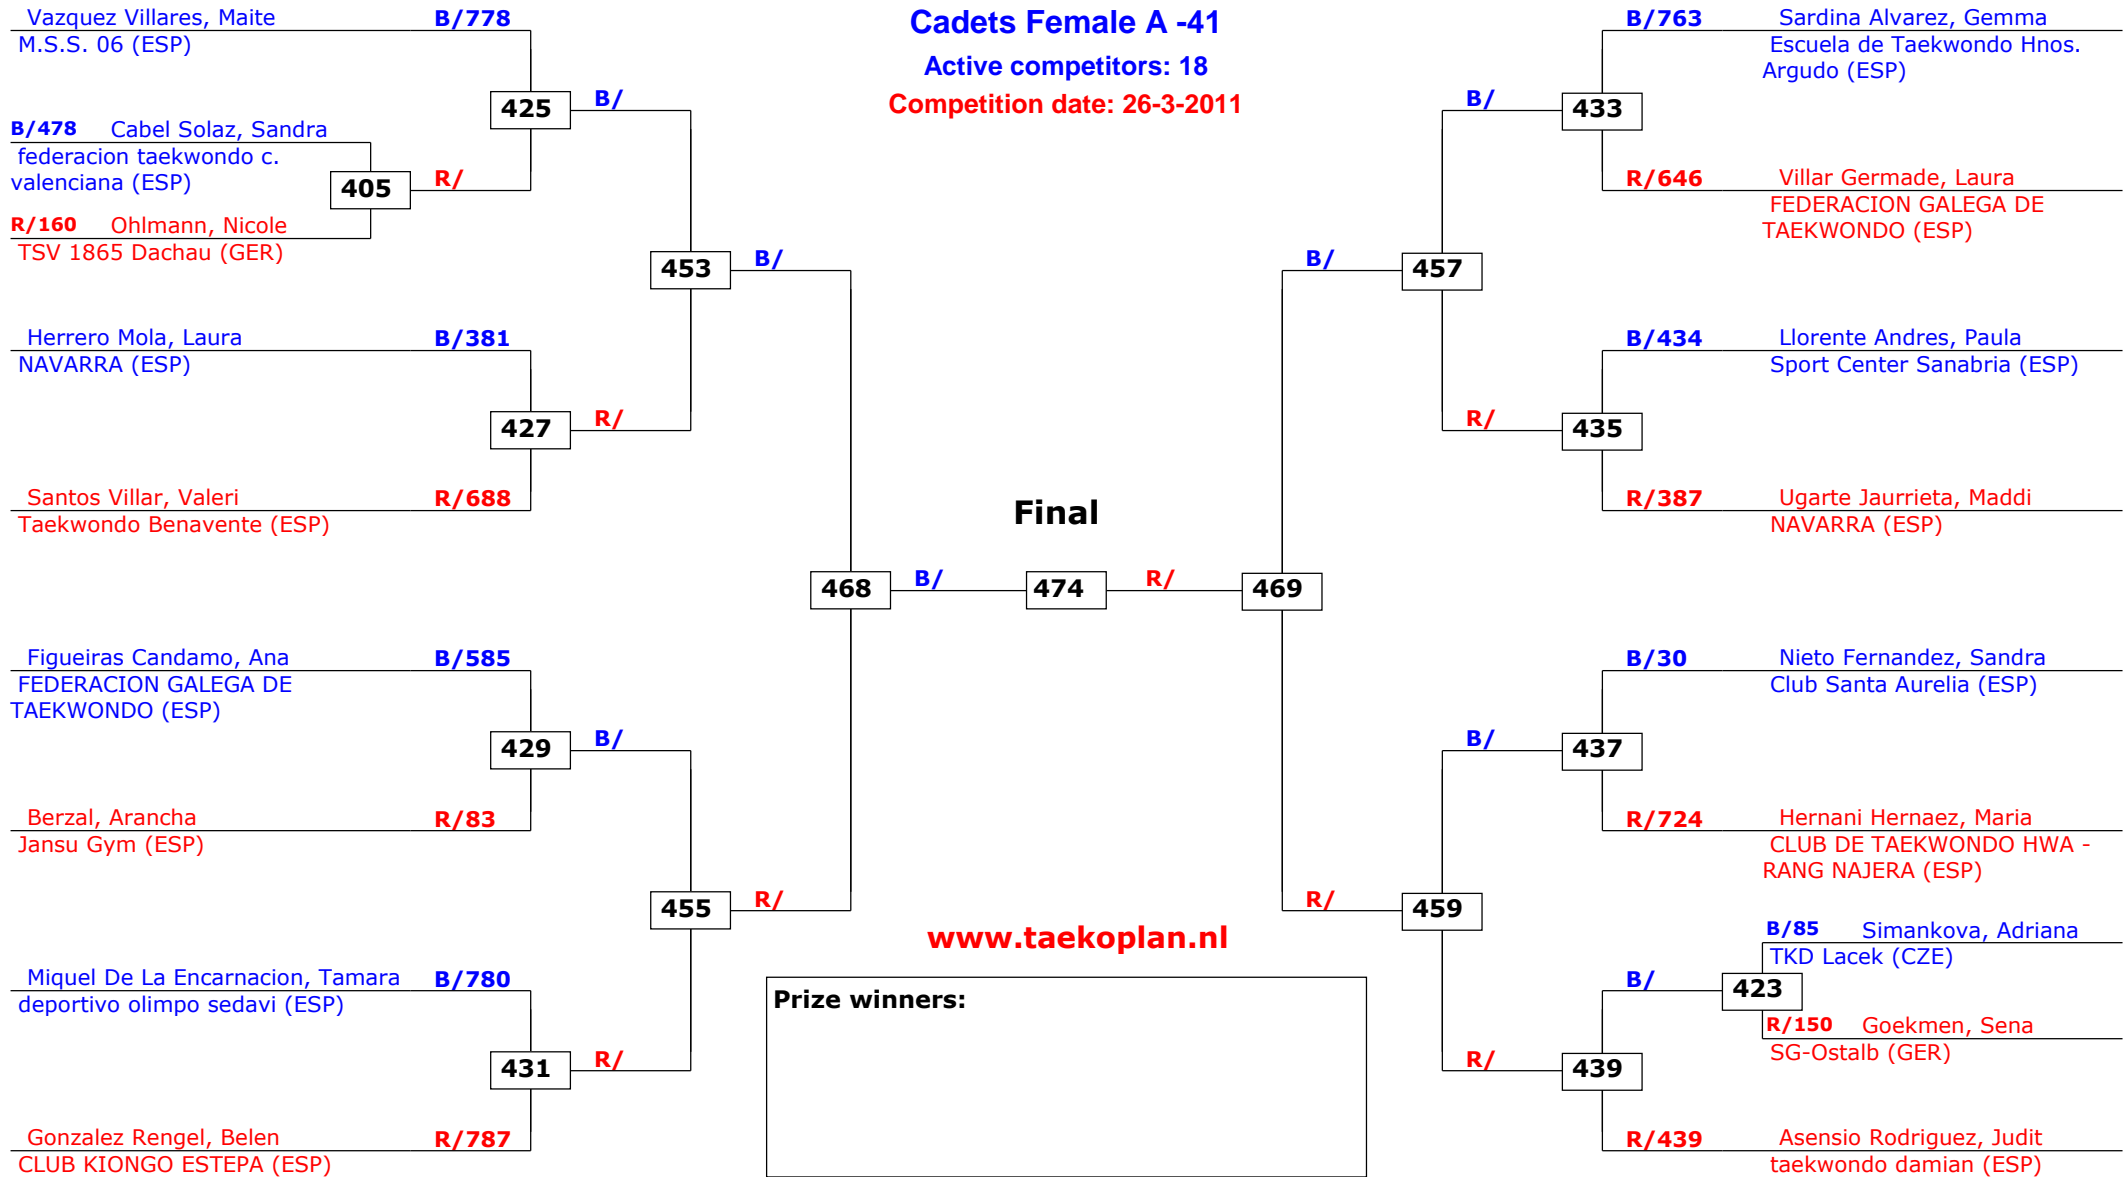 Cadets Female A -41
Active competitors: 18
Competition date: 26-3-2011
Vazquez Villares, Maite B/778
M.S.S. 06 (ESP)
425
B/
B/478 Cabel Solaz, Sandra
federacion taekwondo c.
valenciana (ESP)
405
R/
R/160 Ohlmann, Nicole
TSV 1865 Dachau (GER)
453
B/
Herrero Mola, Laura B/381
NAVARRA (ESP)
427
R/
Santos Villar, Valeri R/688
Taekwondo Benavente (ESP)
468
B/
Figueiras Candamo, Ana B/585
FEDERACION GALEGA DE
TAEKWONDO (ESP)
429
B/
Berzal, Arancha R/83
Jansu Gym (ESP)
455
R/
Miquel De La Encarnacion, Tamara B/780
deportivo olimpo sedavi (ESP)
431
R/
Gonzalez Rengel, Belen R/787
CLUB KIONGO ESTEPA (ESP)
Final
474
B/763 Sardina Alvarez, Gemma
Escuela de Taekwondo Hnos.
Argudo (ESP)
B/
433
R/646 Villar Germade, Laura
FEDERACION GALEGA DE
TAEKWONDO (ESP)
B/
457
B/434 Llorente Andres, Paula
Sport Center Sanabria (ESP)
R/
435
R/387 Ugarte Jaurrieta, Maddi
NAVARRA (ESP)
R/
469
B/30 Nieto Fernandez, Sandra
Club Santa Aurelia (ESP)
B/
437
R/724 Hernani Hernaez, Maria
CLUB DE TAEKWONDO HWA -
RANG NAJERA (ESP)
R/
459
B/85 Simankova, Adriana
TKD Lacek (CZE)
B/
423
R/150 Goekmen, Sena
SG-Ostalb (GER)
R/
439
R/439 Asensio Rodriguez, Judit
taekwondo damian (ESP)
www.taekoplan.nl
Prize winners: